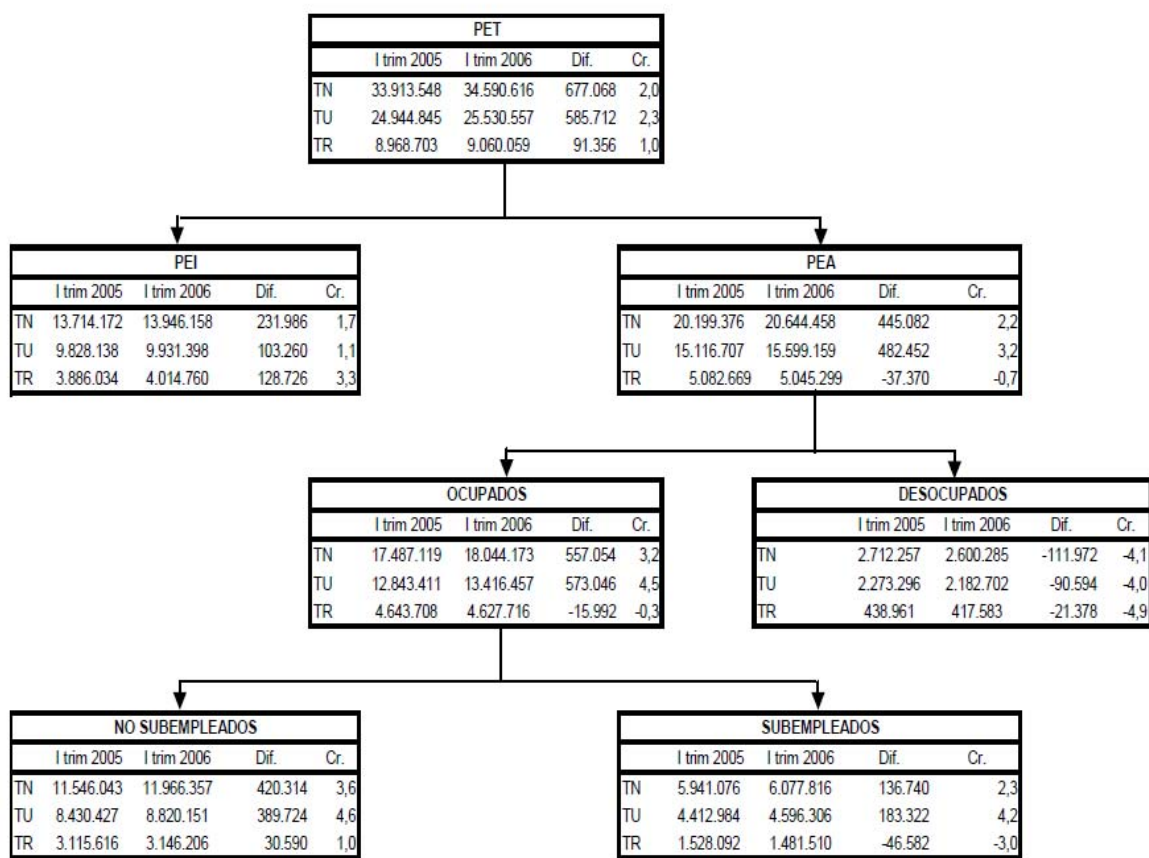 PET
I trim 2005 I trim 2006 Dif. Cr.
TN 33.913.548 34.590.616 677.068 2,0
TU 24.944.845 25.530.557 585.712 2,3
TR 8.968.703 9.060.059 91.356 1,0
PEI
I trim 2005 I trim 2006 Dif. Cr.
TN 13.714.172 13.946.158 231.986 1,7
TU 9.828.138 9.931.398 103.260 1,1
TR 3.886.034 4.014.760 128.726 3,3
PEA
I trim 2005 I trim 2006 Dif. Cr.
TN 20.199.376 20.644.458 445.082 2,2
TU 15.116.707 15.599.159 482.452 3,2
TR 5.082.669 5.045.299 -37.370 -0,7
OCUPADOS
I trim 2005 I trim 2006 Dif. Cr.
TN 17.487.119 18.044.173 557.054 3,2
TU 12.843.411 13.416.457 573.046 4,5
TR 4.643.708 4.627.716 -15.992 -0,3
DESOCUPADOS
I trim 2005 I trim 2006 Dif. Cr.
TN 2.712.257 2.600.285 -111.972 -4,1
TU 2.273.296 2.182.702 -90.594 -4,0
TR 438.961 417.583 -21.378 -4,9
NO SUBEMPLEADOS
I trim 2005 I trim 2006 Dif. Cr.
TN 11.546.043 11.966.357 420.314 3,6
TU 8.430.427 8.820.151 389.724 4,6
TR 3.115.616 3.146.206 30.590 1,0
SUBEMPLEADOS
I trim 2005 I trim 2006 Dif. Cr.
TN 5.941.076 6.077.816 136.740 2,3
TU 4.412.984 4.596.306 183.322 4,2
TR 1.528.092 1.481.510 -46.582 -3,0